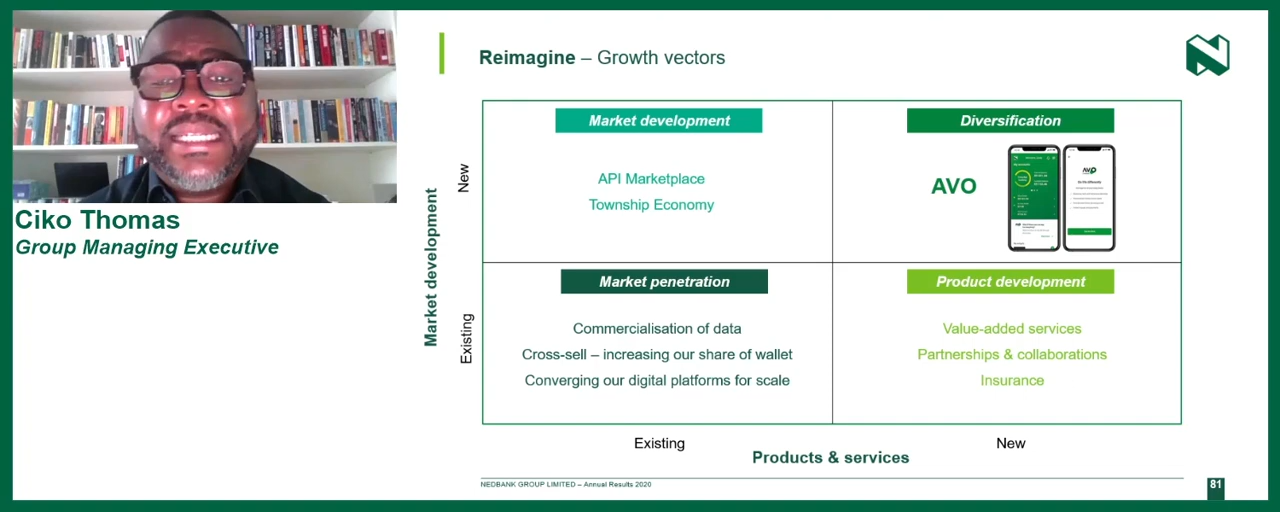 Ciko Thomas
Group Managing Executive
Reimagine – Growth vectors
Market development
New
Existing
Market development
API Marketplace
Township Economy
Diversification
AVO
Market penetration
Commercialisation of data
Cross-sell – increasing our share of wallet
Converging our digital platforms for scale
Product development
Value-added services
Partnerships & collaborations
Insurance
Existing
New
Products & services
NEDBANK GROUP LIMITED – Annual Results 2020
81